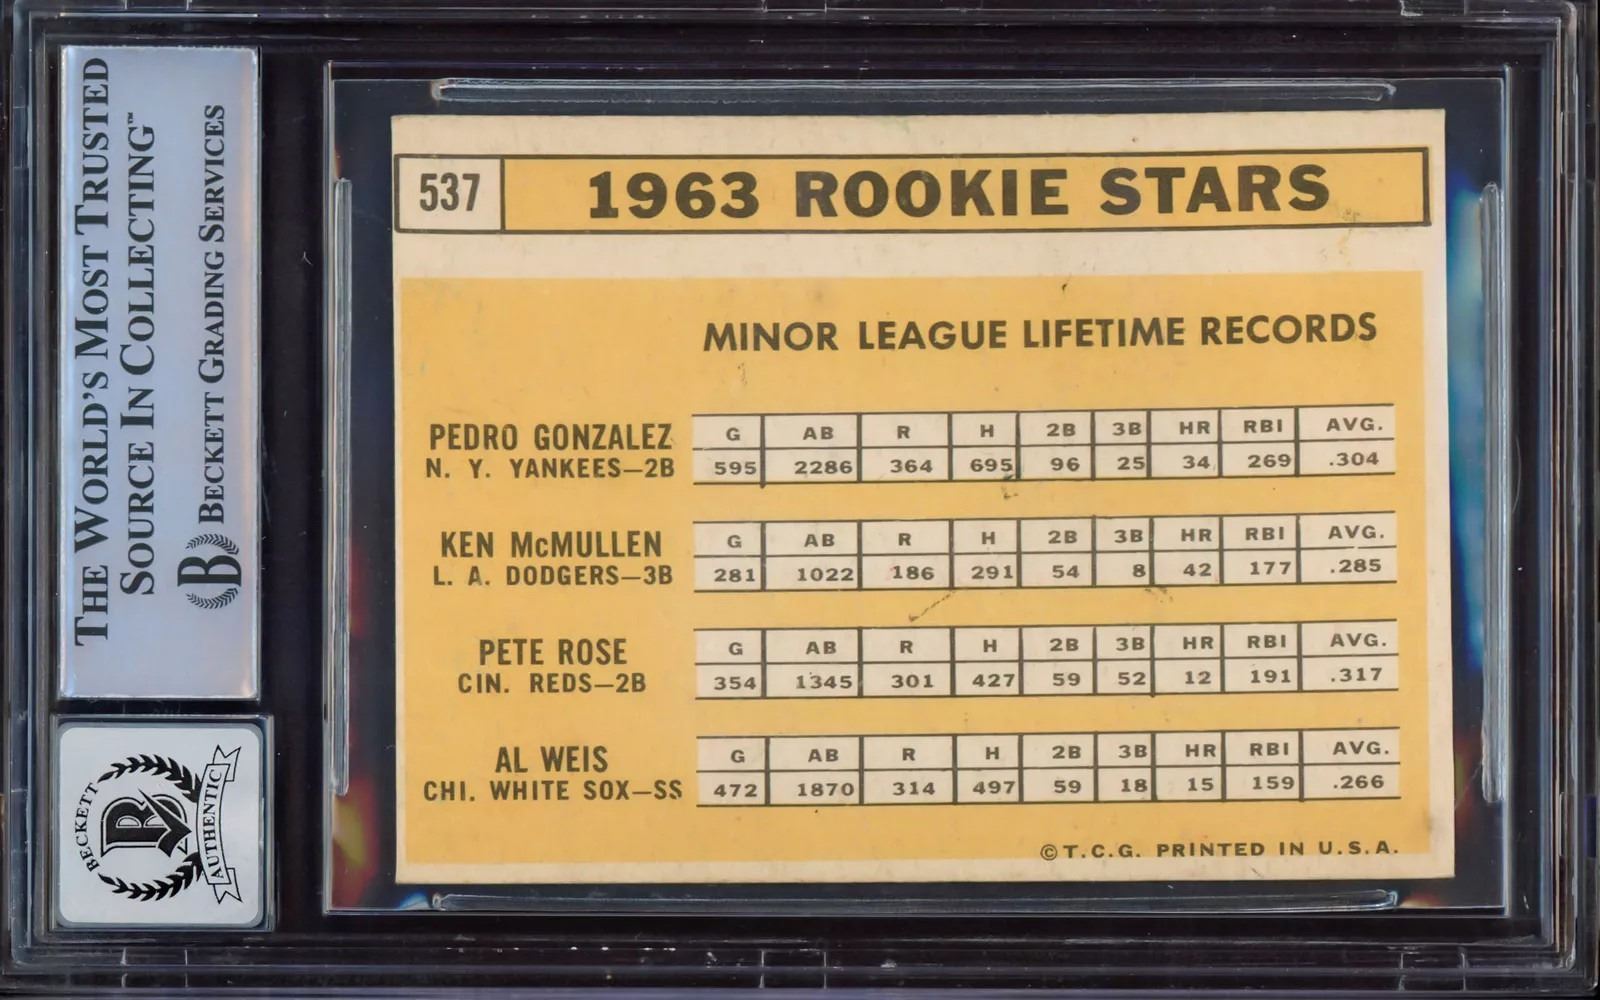 THE WORLD'S MOST TRUSTED
SOURCE IN COLLECTING™
B BECKETT GRADING SERVICES
BECKETT
B
AUTHENTIC
537 1963 ROOKIE STARS
MINOR LEAGUE LIFETIME RECORDS
PEDRO GONZALEZ G AB R H 2B 3B HR RBI AVG.
N. Y. YANKEES—2B 595 2286 364 695 96 25 34 269 .304
KEN McMULLEN G AB R H 2B 3B HR RBI AVG.
L. A. DODGERS—3B 281 1022 186 291 54 8 42 177 .285
PETE ROSE G AB R H 2B 3B HR RBI AVG.
CIN. REDS—2B 354 1345 301 427 59 52 12 191 .317
AL WEIS G AB R H 2B 3B HR RBI AVG.
CHI. WHITE SOX—SS 472 1870 314 497 59 18 15 159 .266
© T.C.G. PRINTED IN U.S.A.